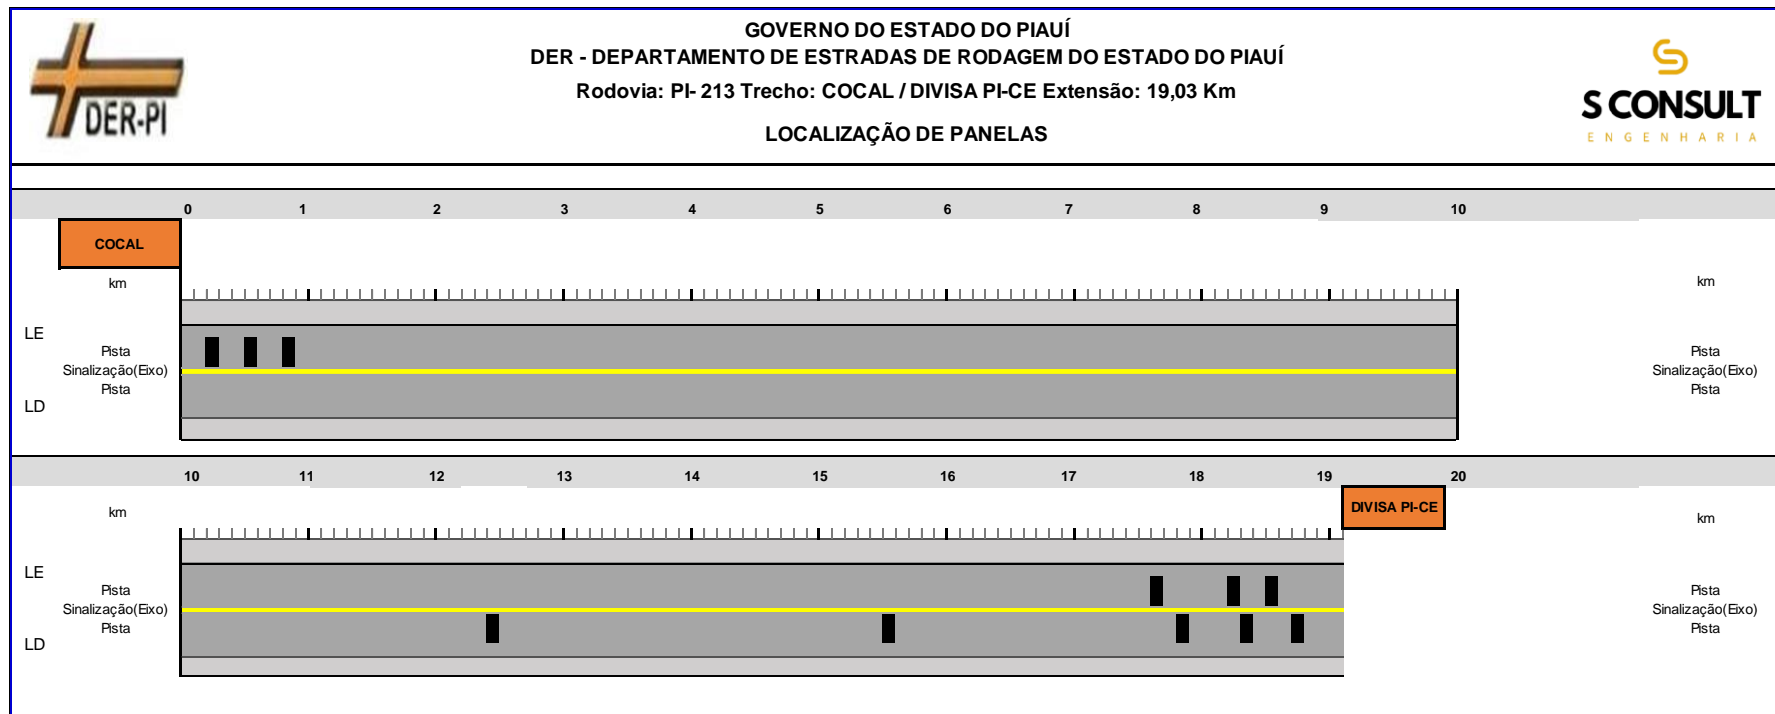 GOVERNO DO ESTADO DO PIAUÍ
DER - DEPARTAMENTO DE ESTRADAS DE RODAGEM DO ESTADO DO PIAUÍ
Rodovia: PI- 213 Trecho: COCAL / DIVISA PI-CE Extensão: 19,03 Km
LOCALIZAÇÃO DE PANELAS
DER-PI
S CONSULT
ENGENHARIA
0 1 2 3 4 5 6 7 8 9 10
COCAL
km km
LE
Pista Pista
Sinalização(Eixo) Sinalização(Eixo)
Pista Pista
LD
10 11 12 13 14 15 16 17 18 19 20
DIVISA PI-CE
km km
LE
Pista Pista
Sinalização(Eixo) Sinalização(Eixo)
Pista Pista
LD